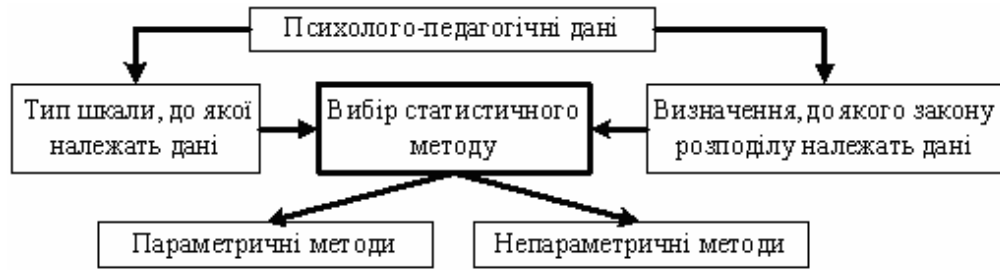 Психолого-педагогічні дані
Тип шкали, до якої
належать дані
Вибір статистичного
методу
Визначення, до якого закону
розподілу належать дані
Параметричні методи
Непараметричні методи